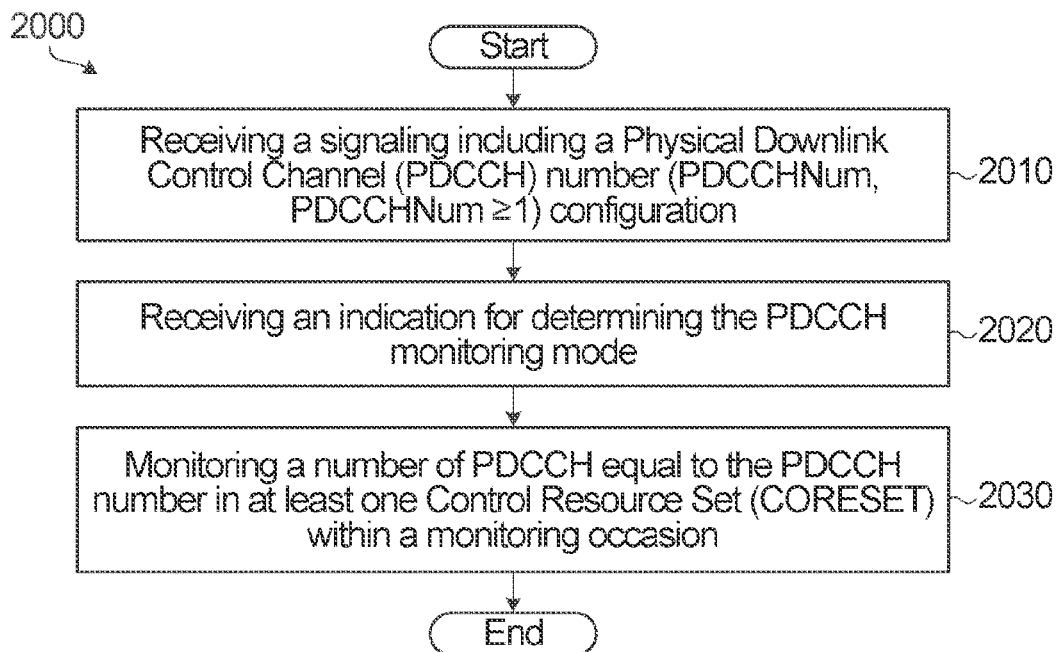 2000
Start
Receiving a signaling including a Physical Downlink
Control Channel (PDCCH) number (PDCCHNum,
PDCCHNum ≥1) configuration
2010
Receiving an indication for determining the PDCCH
monitoring mode
2020
Monitoring a number of PDCCH equal to the PDCCH
number in at least one Control Resource Set (CORESET)
within a monitoring occasion
2030
End